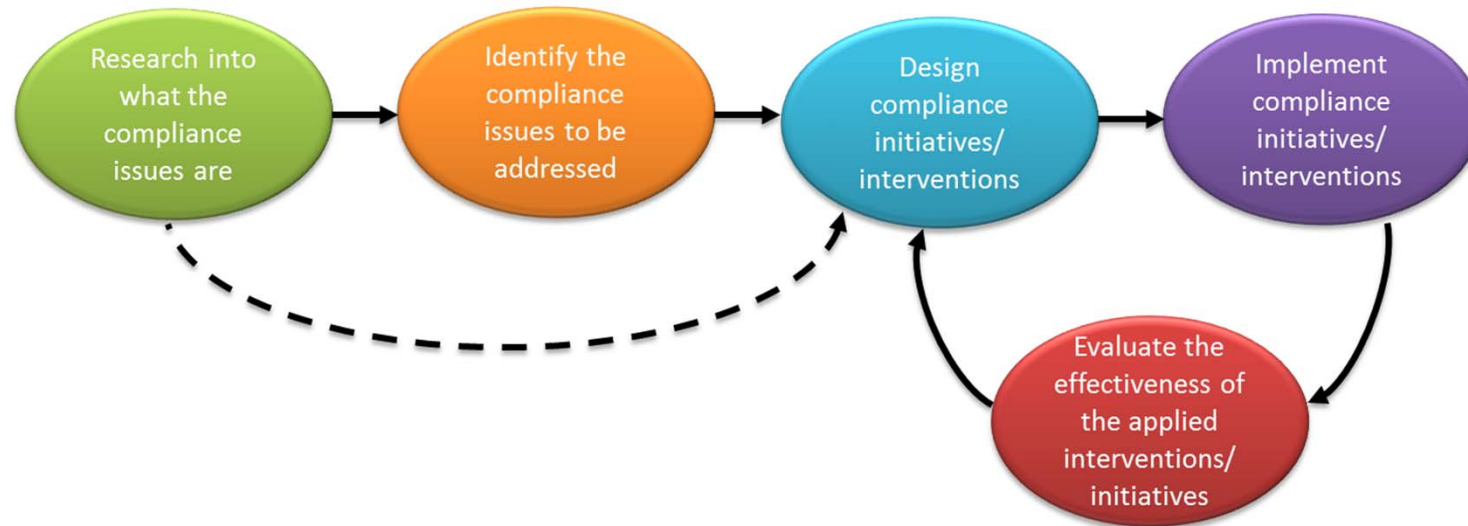 Research into
what the
compliance
issues are
Identify the
compliance
issues to be
addressed
Design
compliance
initiatives/
interventions
Implement
compliance
initiatives/
interventions
Evaluate the
effectiveness of
the applied
interventions/
initiatives